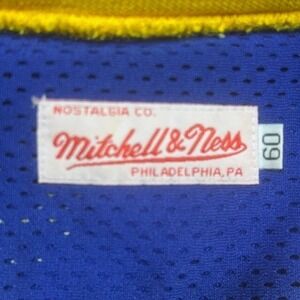 NOSTALGIA CO.
Mitchell & Ness
PHILADELPHIA, PA
60